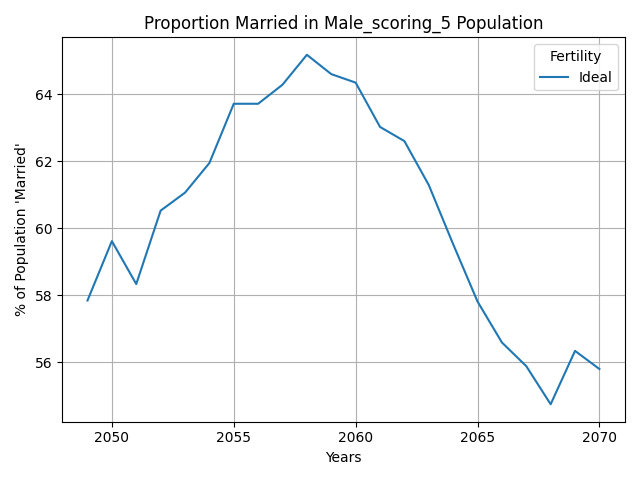 Proportion Married in Male_scoring_5 Population
Fertility
Ideal
% of Population 'Married'
64
62
60
58
56
2050 2055 2060 2065 2070
Years